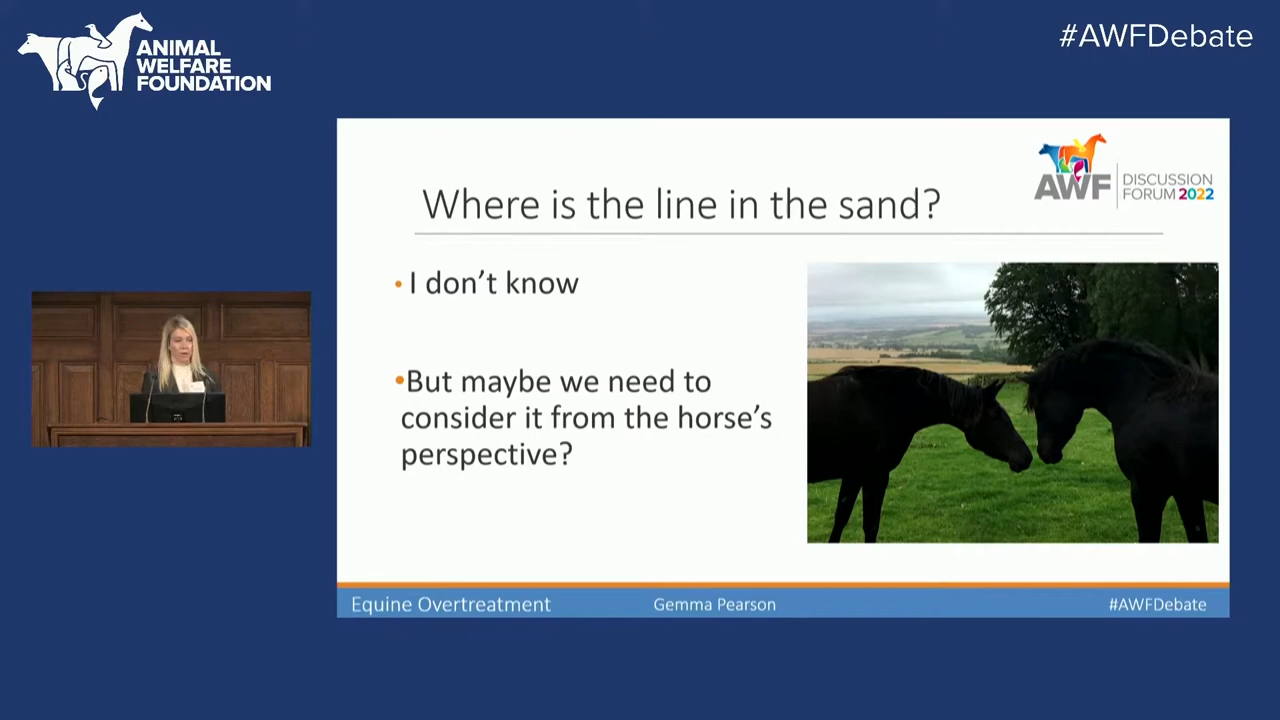 ANIMAL
WELFARE
FOUNDATION
#AWFDebate
AWF
DISCUSSION
FORUM 2022
Where is the line in the sand?
• I don’t know
•But maybe we need to
consider it from the horse’s
perspective?
Equine Overtreatment
Gemma Pearson
#AWFDebate